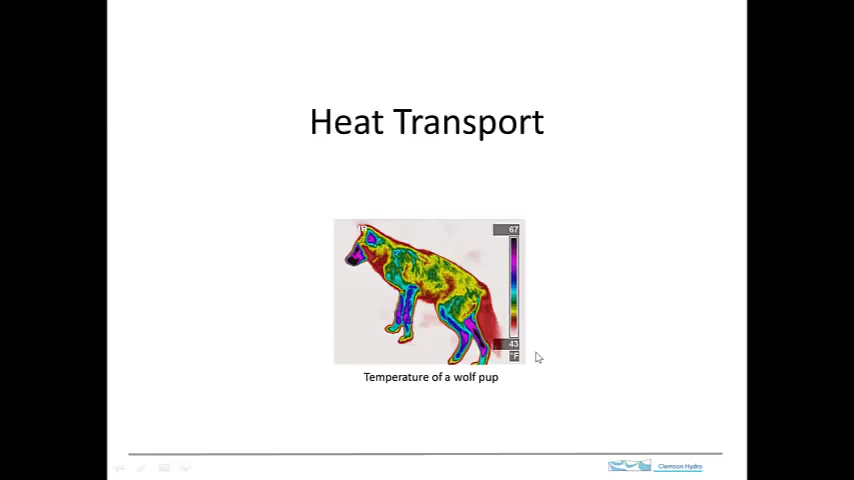 Heat Transport
67
43
°F
Temperature of a wolf pup
Clemson Hydro